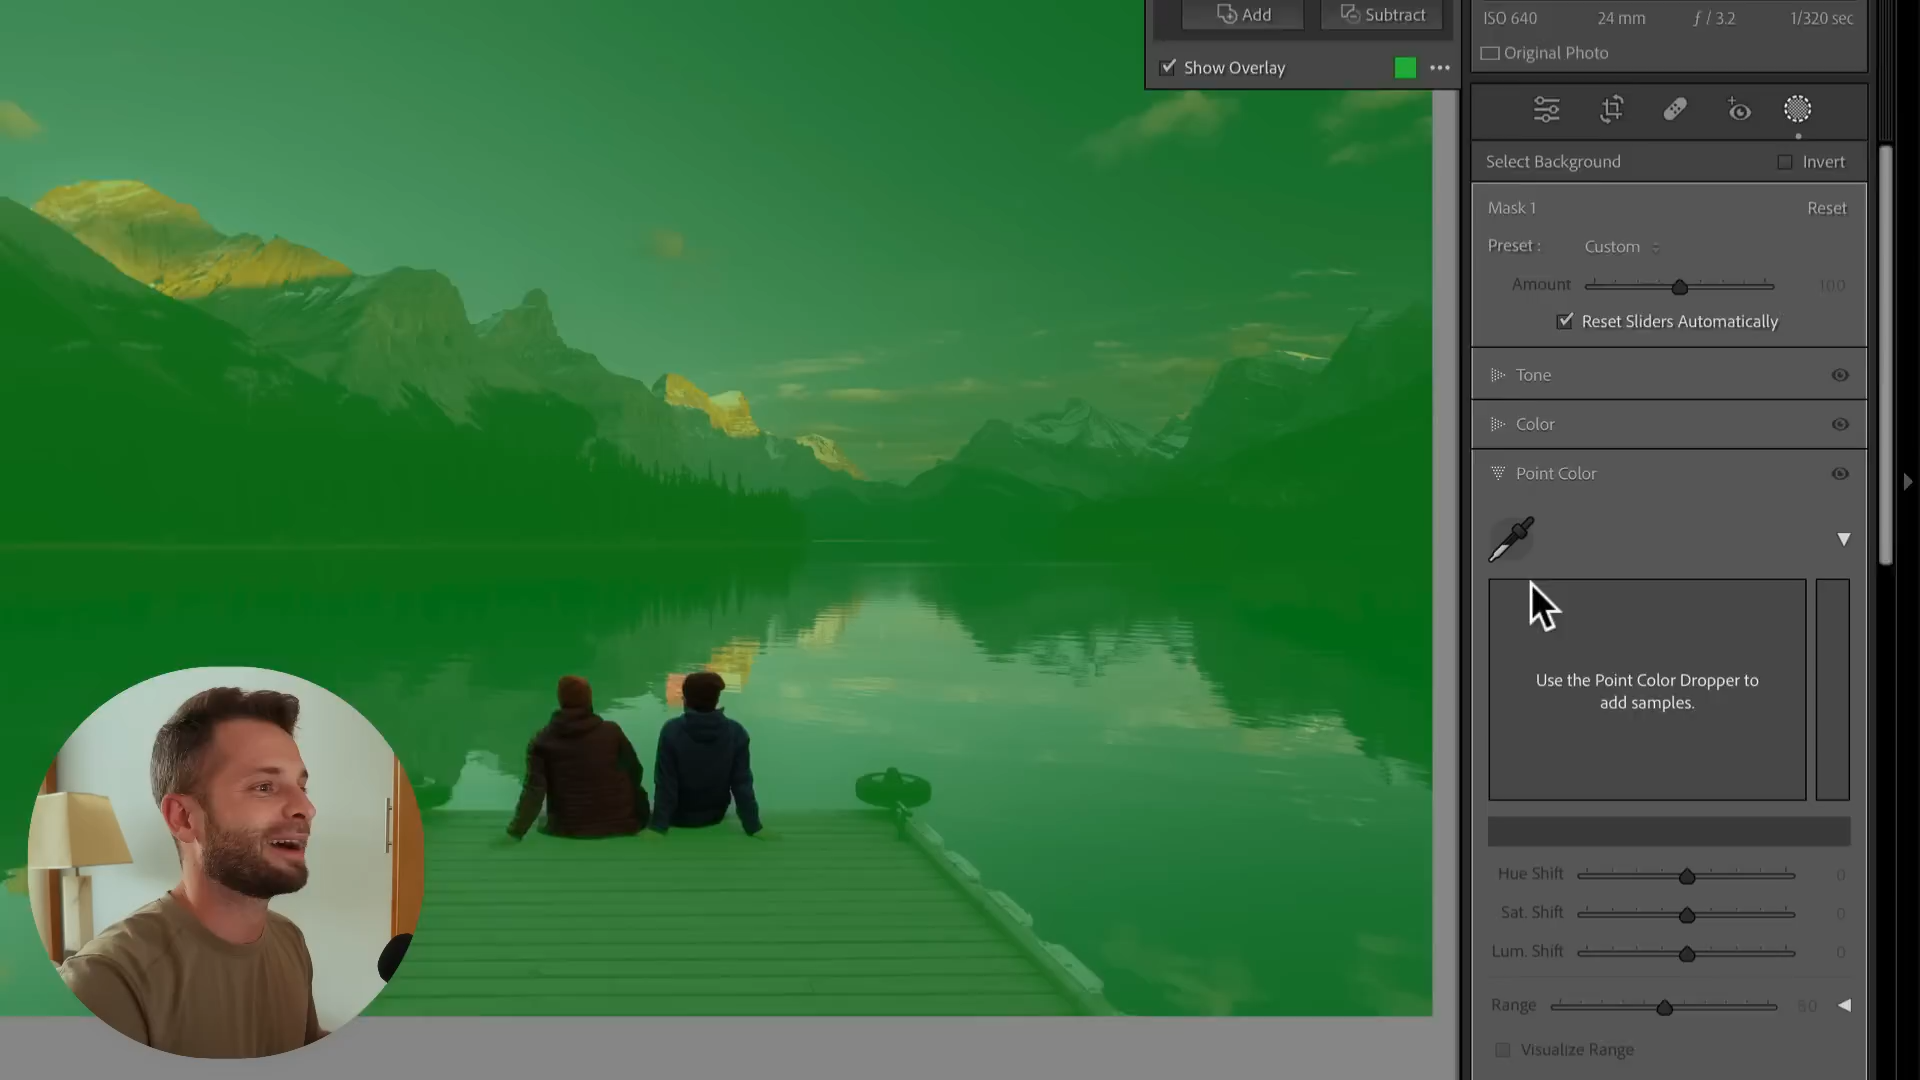 Add
Subtract
Show Overlay
ISO 640
24 mm
ƒ / 3.2
1/320 sec
Original Photo
Select Background
Invert
Mask 1
Reset
Preset :
Custom
Amount
100
Reset Sliders Automatically
Tone
Color
Point Color
Use the Point Color Dropper to
add samples.
Hue Shift
0
Sat. Shift
0
Lum. Shift
0
Range
50
Visualize Range